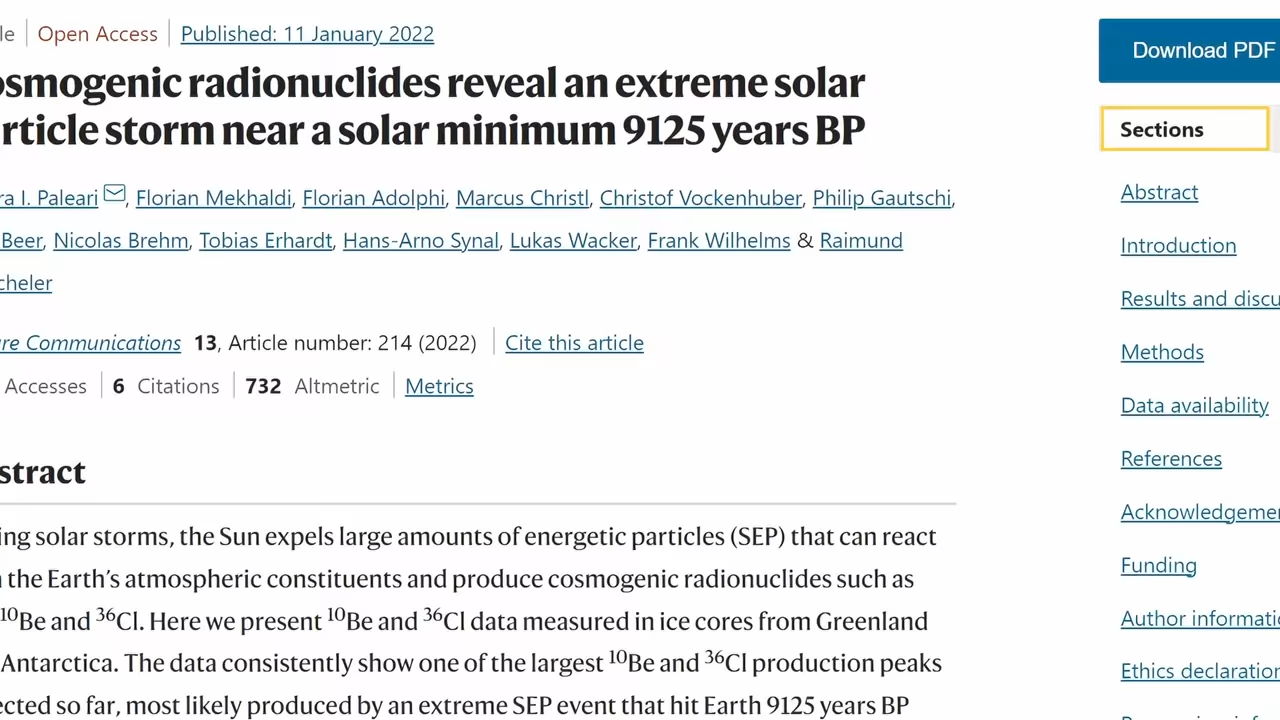 le Open Access Published: 11 January 2022
osmogenic radionuclides reveal an extreme solar
rticle storm near a solar minimum 9125 years BP
ra I. Paleari, Florian Mekhaldi, Florian Adolphi, Marcus Christl, Christof Vockenhuber, Philip Gautschi,
Beer, Nicolas Brehm, Tobias Erhardt, Hans-Arno Synal, Lukas Wacker, Frank Wilhelms & Raimund
cheler
re Communications 13, Article number: 214 (2022) Cite this article
Accesses 6 Citations 732 Altmetric Metrics
stract
ing solar storms, the Sun expels large amounts of energetic particles (SEP) that can react
the Earth's atmospheric constituents and produce cosmogenic radionuclides such as
¹⁰Be and ³⁶Cl. Here we present ¹⁰Be and ³⁶Cl data measured in ice cores from Greenland
Antarctica. The data consistently show one of the largest ¹⁰Be and ³⁶Cl production peaks
ected so far, most likely produced by an extreme SEP event that hit Earth 9125 years BP
Download PDF
Sections
Abstract
Introduction
Results and discu
Methods
Data availability
References
Acknowledgemen
Funding
Author informati
Ethics declaration